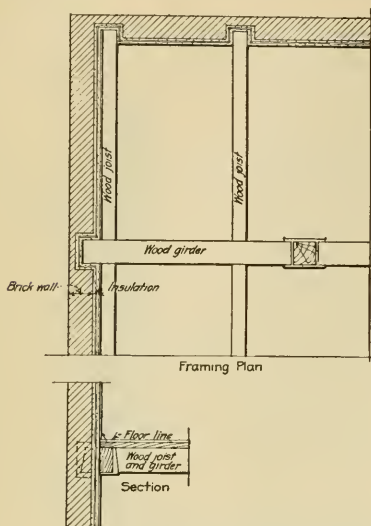 Wood joist
Wood joist
Wood girder
Brick wall
Insulation
Framing Plan
Floor line
Wood joist
and girder
Section